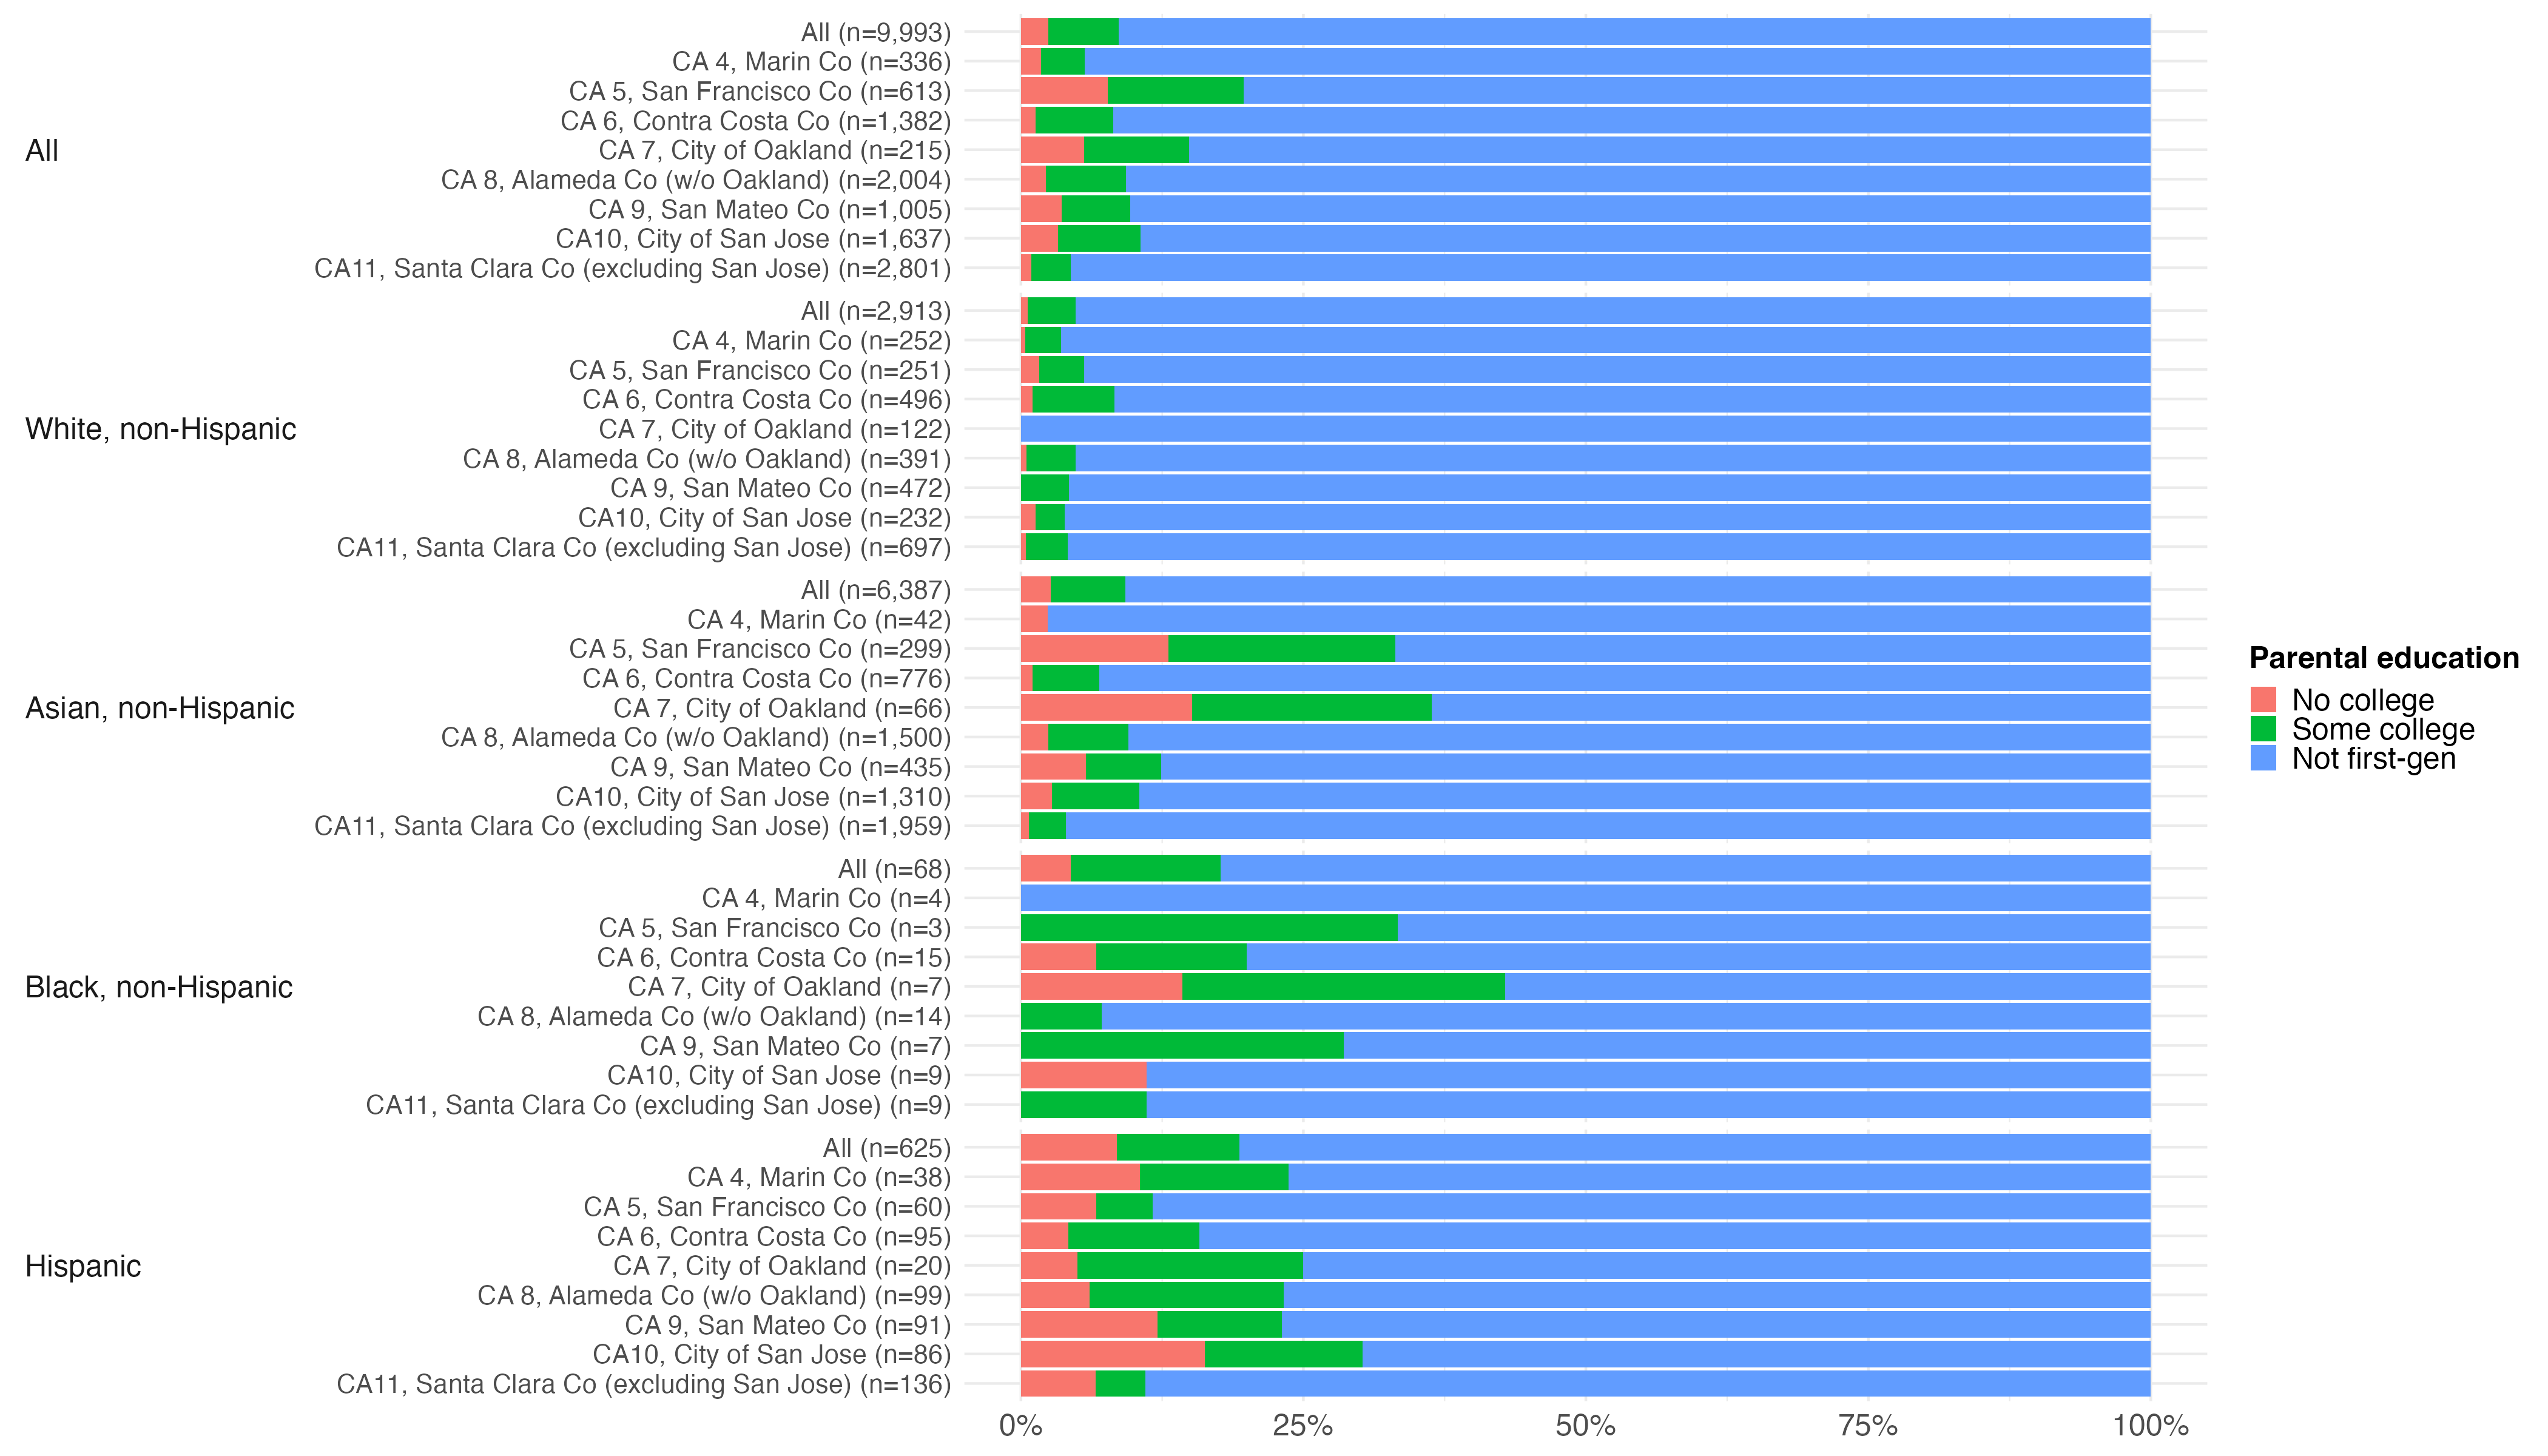 All
All (n=9,993)
CA 4, Marin Co (n=336)
CA 5, San Francisco Co (n=613)
CA 6, Contra Costa Co (n=1,382)
CA 7, City of Oakland (n=215)
CA 8, Alameda Co (w/o Oakland) (n=2,004)
CA 9, San Mateo Co (n=1,005)
CA10, City of San Jose (n=1,637)
CA11, Santa Clara Co (excluding San Jose) (n=2,801)
White, non-Hispanic
All (n=2,913)
CA 4, Marin Co (n=252)
CA 5, San Francisco Co (n=251)
CA 6, Contra Costa Co (n=496)
CA 7, City of Oakland (n=122)
CA 8, Alameda Co (w/o Oakland) (n=391)
CA 9, San Mateo Co (n=472)
CA10, City of San Jose (n=232)
CA11, Santa Clara Co (excluding San Jose) (n=697)
Asian, non-Hispanic
All (n=6,387)
CA 4, Marin Co (n=42)
CA 5, San Francisco Co (n=299)
CA 6, Contra Costa Co (n=776)
CA 7, City of Oakland (n=66)
CA 8, Alameda Co (w/o Oakland) (n=1,500)
CA 9, San Mateo Co (n=435)
CA10, City of San Jose (n=1,310)
CA11, Santa Clara Co (excluding San Jose) (n=1,959)
Black, non-Hispanic
All (n=68)
CA 4, Marin Co (n=4)
CA 5, San Francisco Co (n=3)
CA 6, Contra Costa Co (n=15)
CA 7, City of Oakland (n=7)
CA 8, Alameda Co (w/o Oakland) (n=14)
CA 9, San Mateo Co (n=7)
CA10, City of San Jose (n=9)
CA11, Santa Clara Co (excluding San Jose) (n=9)
Hispanic
All (n=625)
CA 4, Marin Co (n=38)
CA 5, San Francisco Co (n=60)
CA 6, Contra Costa Co (n=95)
CA 7, City of Oakland (n=20)
CA 8, Alameda Co (w/o Oakland) (n=99)
CA 9, San Mateo Co (n=91)
CA10, City of San Jose (n=86)
CA11, Santa Clara Co (excluding San Jose) (n=136)
0% 25% 50% 75% 100%
Parental education
No college
Some college
Not first-gen